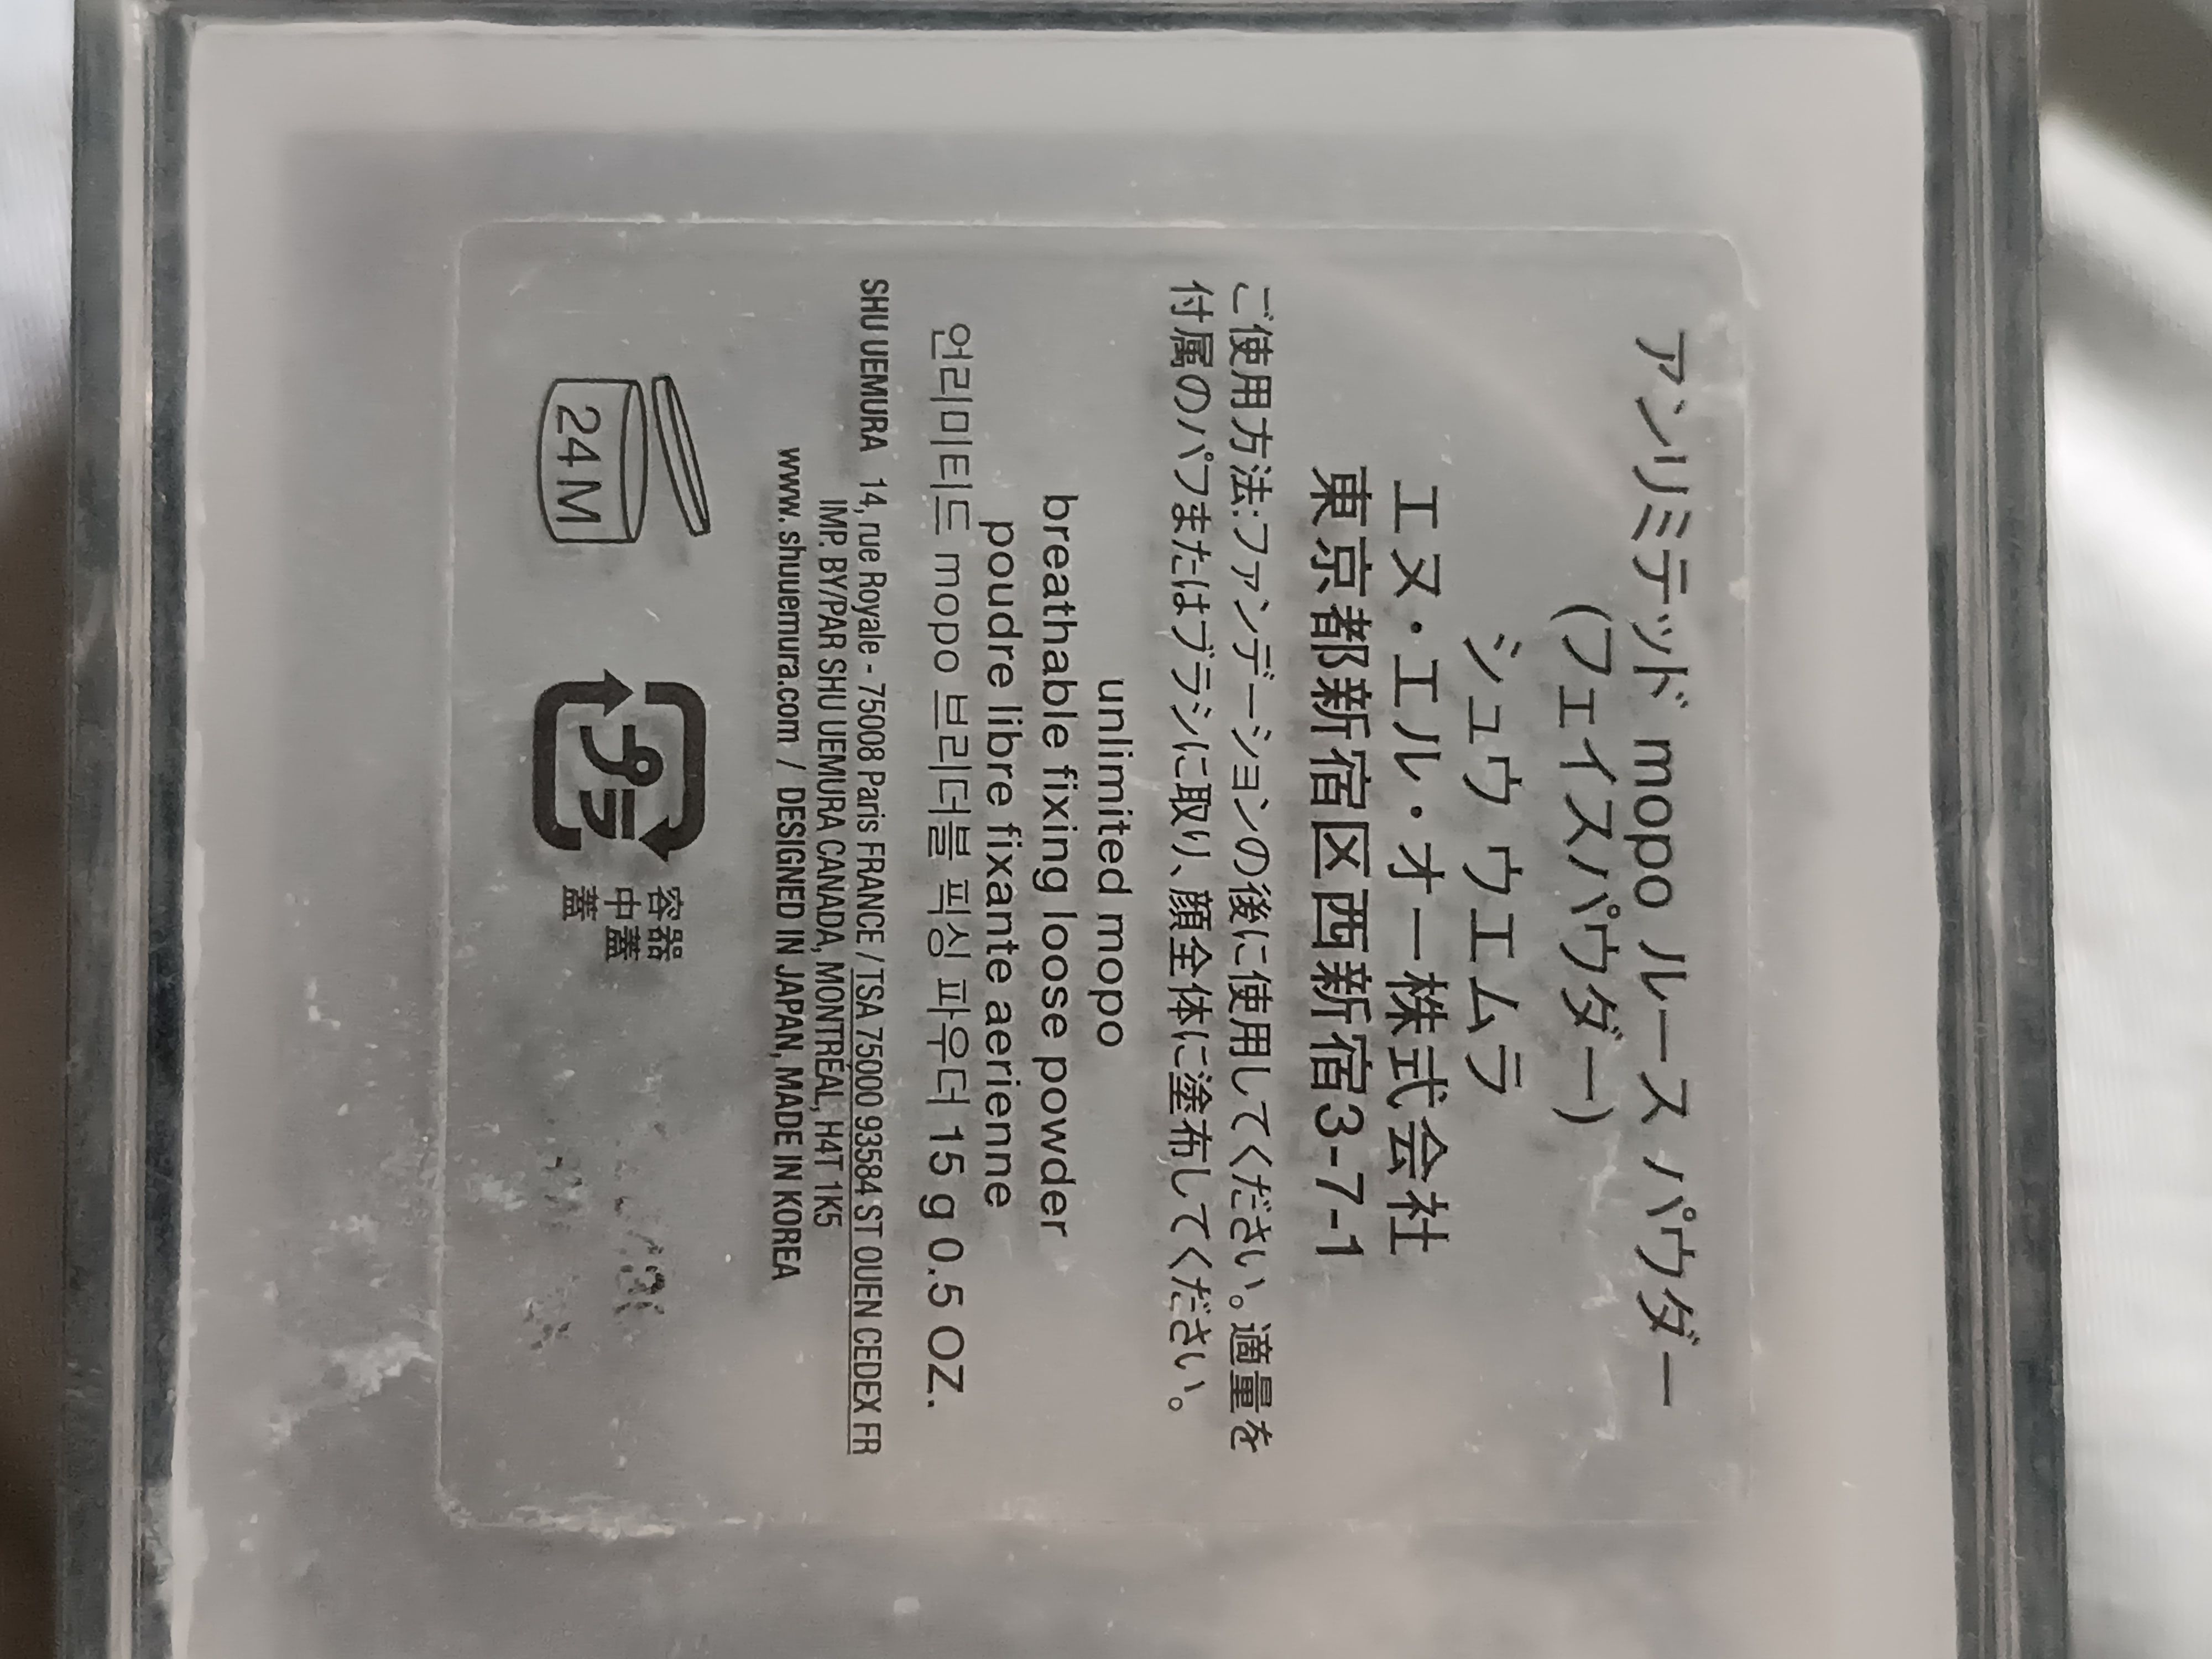 アンリミテッド mopo ルース パウダー
(フェイスパウダー)
シュウ ウエムラ
エヌ・エル・オー株式会社
東京都新宿区西新宿3-7-1
ご使用方法:ファンデーションの後に使用してください。適量を
付属のパフまたはブラシに取り、顔全体に塗布してください。
unlimited mopo
breathable fixing loose powder
poudre libre fixante aerienne
언리미티드 mopo 브리더블 픽싱 파우더 15 g 0.5 OZ.
SHU UEMURA 14, rue Royale - 75008 Paris FRANCE / TSA 75000 93584 ST OUEN CEDEX FR
IMP. BY/PAR SHU UEMURA CANADA, MONTRÉAL, H4T 1K5
www.shuuemura.com / DESIGNED IN JAPAN, MADE IN KOREA
24M
プラ
容器
中蓋
蓋